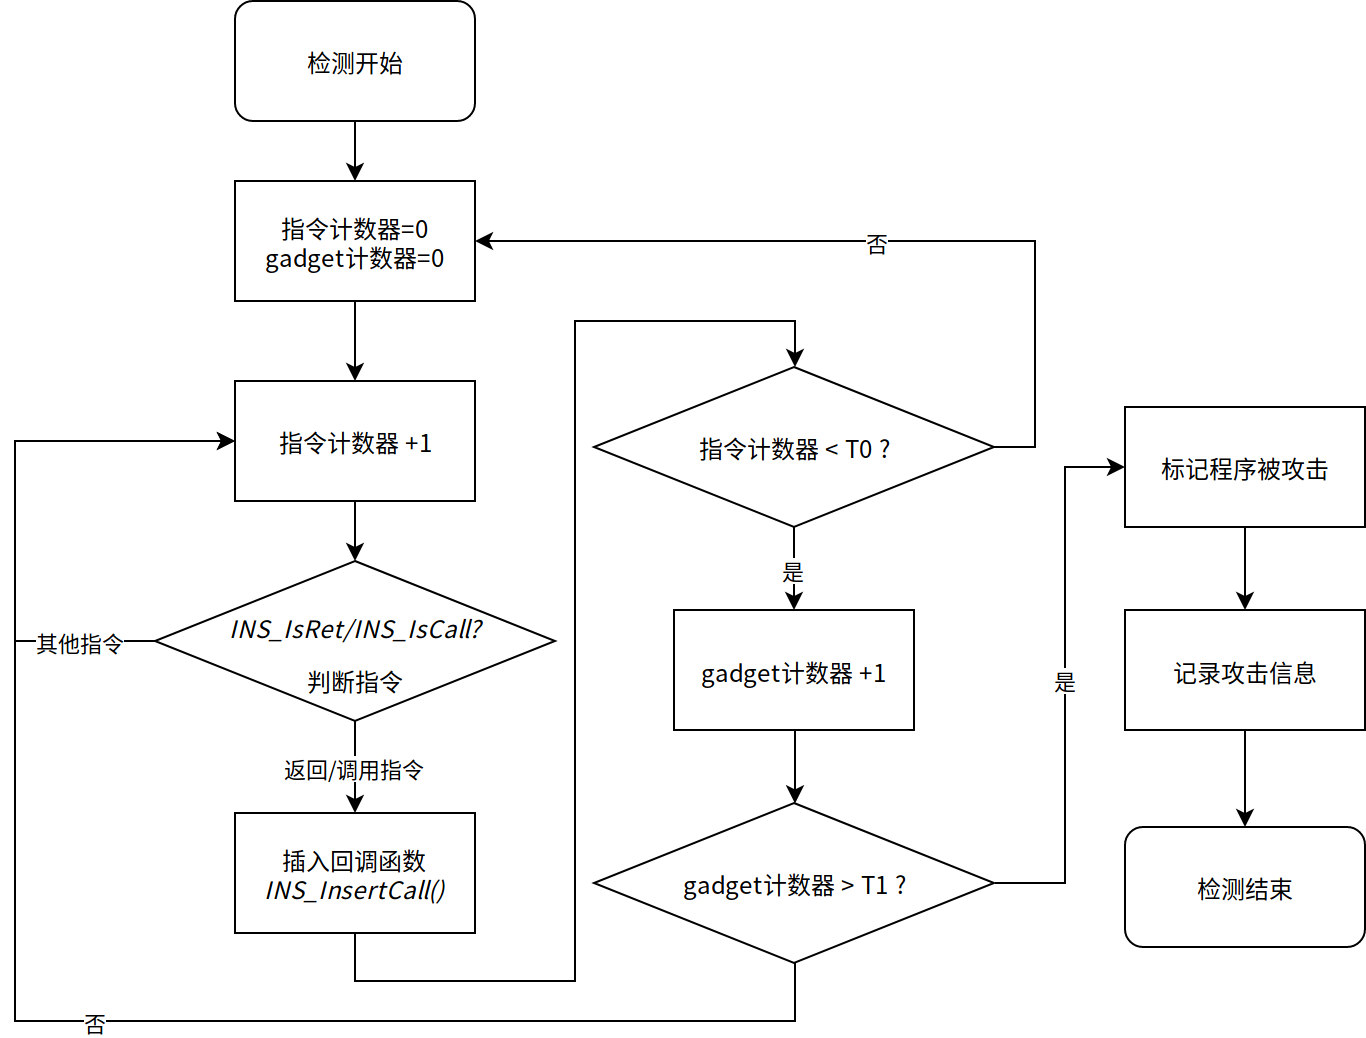 检测开始
指令计数器=0
gadget计数器=0
指令计数器 +1
INS_IsRet/INS_IsCall?
判断指令
其他指令
返回/调用指令
插入回调函数
INS_InsertCall()
指令计数器 < T0 ?
否
是
gadget计数器 +1
gadget计数器 > T1 ?
否
是
标记程序被攻击
记录攻击信息
检测结束